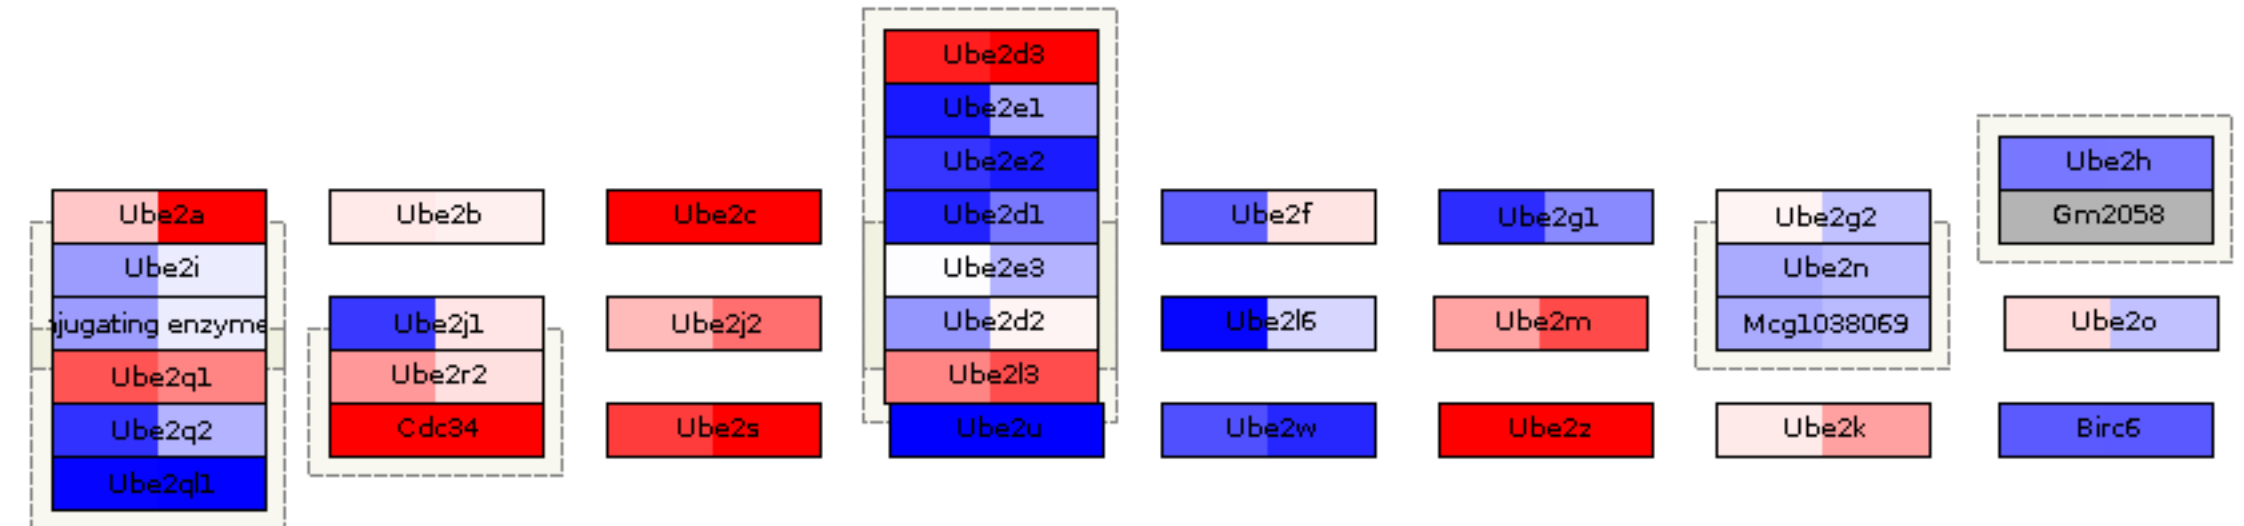 Ube2d3
Ube2e1
Ube2e2
Ube2h
Ube2a
Ube2b
Ube2c
Ube2d1
Ube2f
Ube2g1
Ube2g2
Gm2058
Ube2i
Ube2e3
Ube2n
jugating enzyme
Ube2j1
Ube2j2
Ube2d2
Ube2l6
Ube2m
Mcg1038069
Ube2o
Ube2q1
Ube2r2
Ube2l3
Ube2q2
Cdc34
Ube2s
Ube2u
Ube2w
Ube2z
Ube2k
Birc6
Ube2ql1